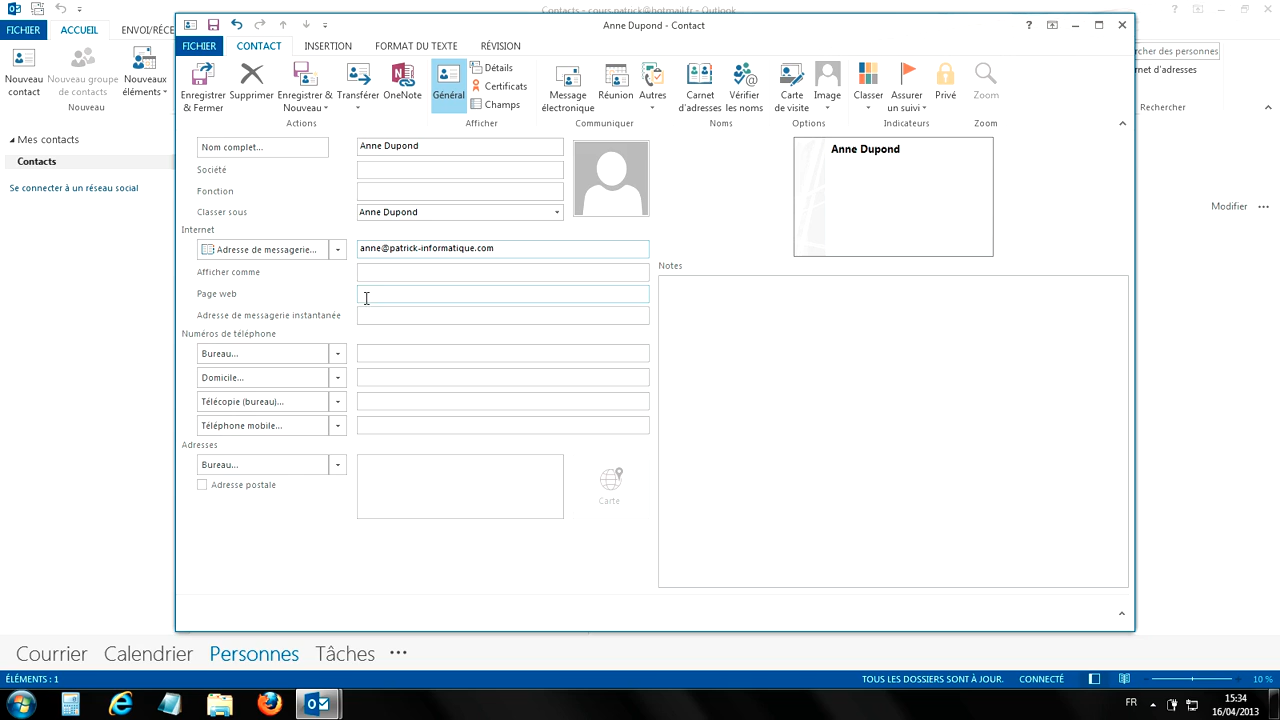 Contacts - cours.patrick@hotmail.fr - Outlook
Anne Dupond - Contact
FICHIER ACCUEIL ENVOI/RÉCE
FICHIER CONTACT INSERTION FORMAT DU TEXTE RÉVISION
Nouveau contact
Nouveau groupe de contacts
Nouveaux éléments
Nouveau
Enregistrer & Fermer
Supprimer
Enregistrer & Nouveau
Transférer
OneNote
Actions
Général
Détails
Certificats
Champs
Afficher
Message électronique
Réunion
Autres
Communiquer
Carnet d'adresses
Vérifier les noms
Noms
Carte de visite
Image
Options
Classer
Assurer un suivi
Privé
Indicateurs
Zoom
Zoom
cher des personnes
rnet d'adresses
Rechercher
Mes contacts
Contacts
Se connecter à un réseau social
Modifier
Nom complet... Anne Dupond
Société
Fonction
Classer sous Anne Dupond
Internet
Adresse de messagerie... anne@patrick-informatique.com
Afficher comme
Page web
Adresse de messagerie instantanée
Numéros de téléphone
Bureau...
Domicile...
Télécopie (bureau)...
Téléphone mobile...
Adresses
Bureau...
Adresse postale
Carte
Anne Dupond
Notes
Courrier Calendrier Personnes Tâches
ÉLÉMENTS : 1
TOUS LES DOSSIERS SONT À JOUR. CONNECTÉ 10 %
FR
15:34
16/04/2013